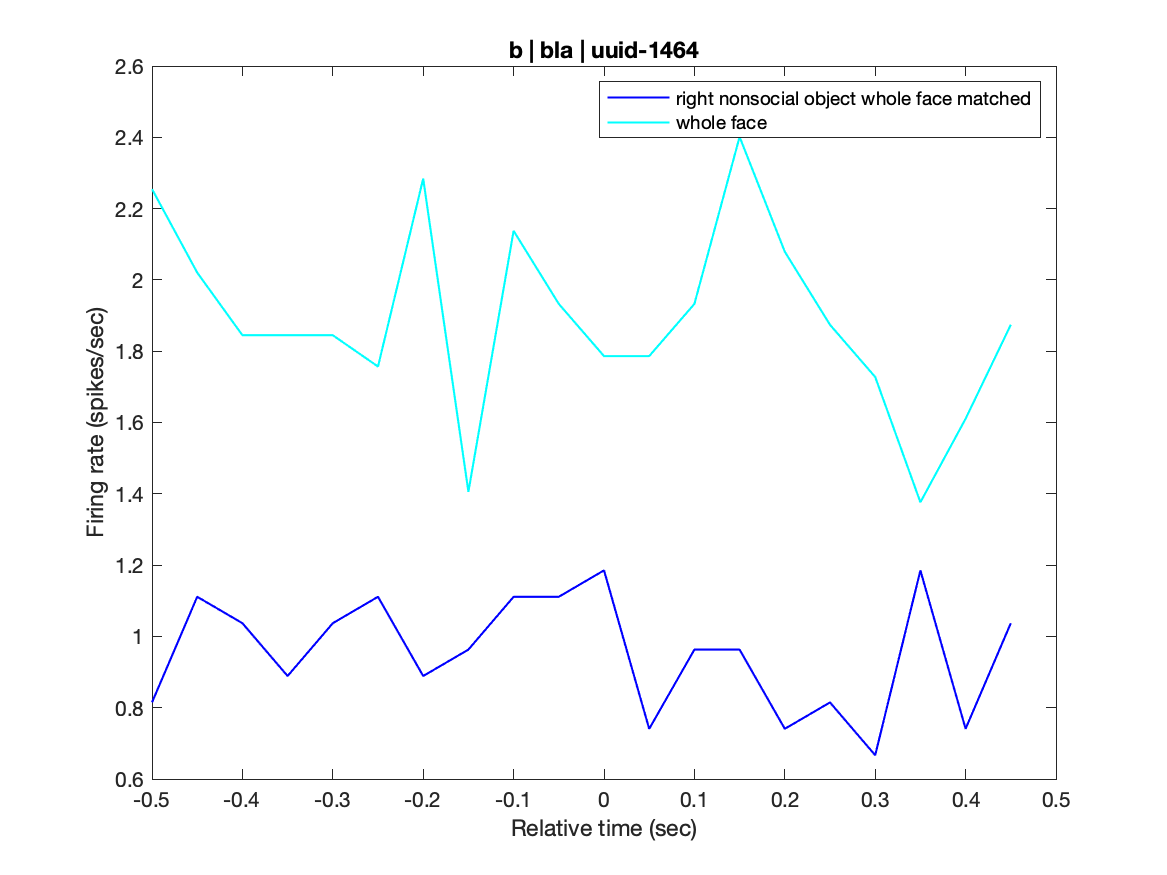 b | bla | uuid-1464
right nonsocial object whole face matched
whole face
Firing rate (spikes/sec)
2.6
2.4
2.2
2
1.8
1.6
1.4
1.2
1
0.8
0.6
-0.5 -0.4 -0.3 -0.2 -0.1 0 0.1 0.2 0.3 0.4 0.5
Relative time (sec)